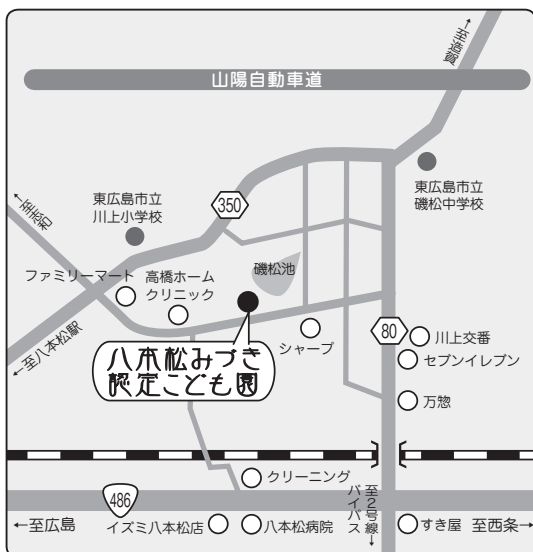 ↑至造賀
山陽自動車道
←至志和
東広島市立
川上小学校
350
東広島市立
磯松中学校
ファミリーマート
高橋ホーム
クリニック
磯松池
←至八本松駅
シャープ
80
川上交番
セブンイレブン
八本松みづき
認定こども園
万惣
クリーニング
486
至2号線→
バイパス
←至広島
イズミ八本松店
八本松病院
すき屋
至西条→